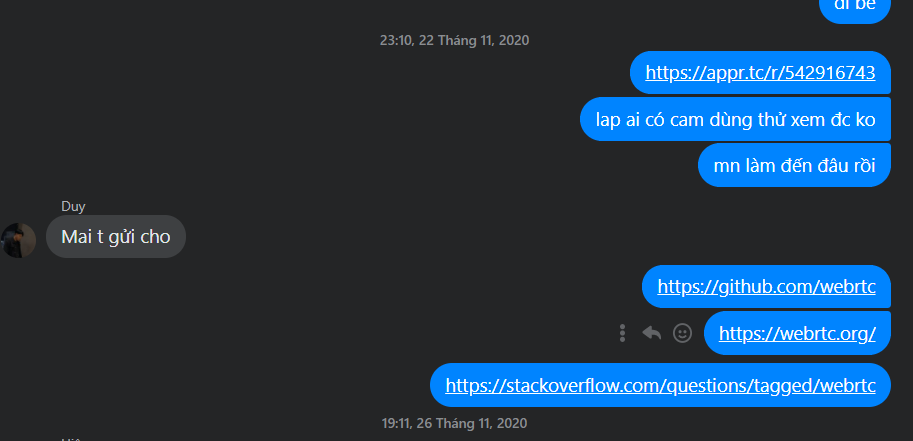 đi bé
23:10, 22 Tháng 11, 2020
https://appr.tc/r/542916743
lap ai có cam dùng thử xem đc ko
mn làm đến đâu rồi
Duy
Mai t gửi cho
https://github.com/webrtc
https://webrtc.org/
https://stackoverflow.com/questions/tagged/webrtc
19:11, 26 Tháng 11, 2020